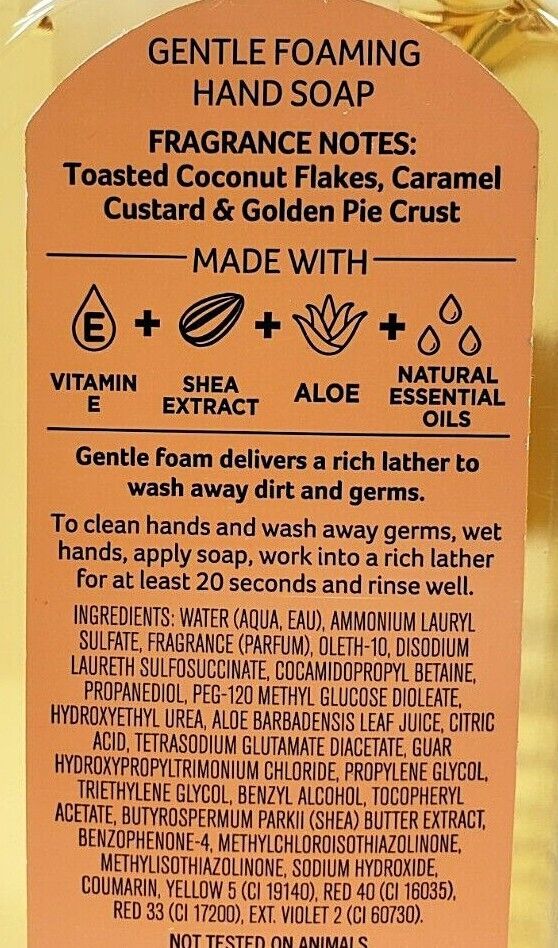 GENTLE FOAMING
HAND SOAP
FRAGRANCE NOTES:
Toasted Coconut Flakes, Caramel
Custard & Golden Pie Crust
MADE WITH
E + + +
VITAMIN E
SHEA EXTRACT
ALOE
NATURAL ESSENTIAL OILS
Gentle foam delivers a rich lather to
wash away dirt and germs.
To clean hands and wash away germs, wet
hands, apply soap, work into a rich lather
for at least 20 seconds and rinse well.
INGREDIENTS: WATER (AQUA, EAU), AMMONIUM LAURYL
SULFATE, FRAGRANCE (PARFUM), OLETH-10, DISODIUM
LAURETH SULFOSUCCINATE, COCAMIDOPROPYL BETAINE,
PROPANEDIOL, PEG-120 METHYL GLUCOSE DIOLEATE,
HYDROXYETHYL UREA, ALOE BARBADENSIS LEAF JUICE, CITRIC
ACID, TETRASODIUM GLUTAMATE DIACETATE, GUAR
HYDROXYPROPYLTRIMONIUM CHLORIDE, PROPYLENE GLYCOL,
TRIETHYLENE GLYCOL, BENZYL ALCOHOL, TOCOPHERYL
ACETATE, BUTYROSPERMUM PARKII (SHEA) BUTTER EXTRACT,
BENZOPHENONE-4, METHYLCHLOROISOTHIAZOLINONE,
METHYLISOTHIAZOLINONE, SODIUM HYDROXIDE,
COUMARIN, YELLOW 5 (CI 19140), RED 40 (CI 16035),
RED 33 (CI 17200), EXT. VIOLET 2 (CI 60730).
NOT TESTED ON ANIMALS